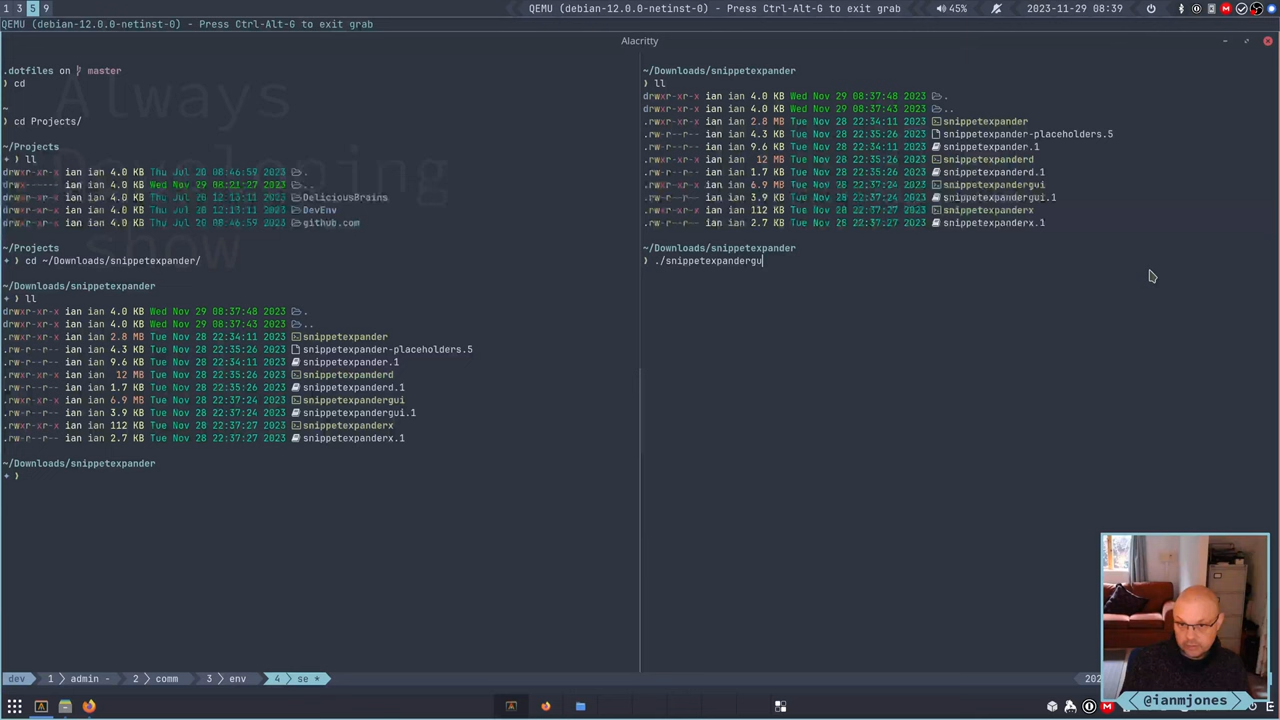 1 3 5 9
QEMU (debian-12.0.0-netinst-0) - Press Ctrl-Alt-G to exit grab
45%
2023-11-29 08:39
QEMU (debian-12.0.0-netinst-0) - Press Ctrl-Alt-G to exit grab
Alacritty
.dotfiles on master
❯ cd
~
❯ cd Projects/
~/Projects
✦ ❯ ll
drwxr-xr-x ian ian 4.0 KB Thu Jul 20 08:46:59 2023 .
drwx------ ian ian 4.0 KB Wed Nov 29 08:21:27 2023 ..
drwxr-xr-x ian ian 4.0 KB Thu Jul 20 12:13:11 2023 DeliciousBrains
drwxr-xr-x ian ian 4.0 KB Thu Jul 20 12:13:11 2023 DevEnv
drwxr-xr-x ian ian 4.0 KB Thu Jul 20 08:46:59 2023 github.com
Always
Developing
show
~/Projects
✦ ❯ cd ~/Downloads/snippetexpander/
~/Downloads/snippetexpander
✦ ❯ ll
drwxr-xr-x ian ian 4.0 KB Wed Nov 29 08:37:48 2023 .
drwxr-xr-x ian ian 4.0 KB Wed Nov 29 08:37:43 2023 ..
.rwxr-xr-x ian ian 2.8 MB Tue Nov 28 22:34:11 2023 snippetexpander
.rw-r--r-- ian ian 4.3 KB Tue Nov 28 22:35:26 2023 snippetexpander-placeholders.5
.rw-r--r-- ian ian 9.6 KB Tue Nov 28 22:34:11 2023 snippetexpander.1
.rwxr-xr-x ian ian 12 MB Tue Nov 28 22:35:26 2023 snippetexpanderd
.rw-r--r-- ian ian 1.7 KB Tue Nov 28 22:35:26 2023 snippetexpanderd.1
.rwxr-xr-x ian ian 6.9 MB Tue Nov 28 22:37:24 2023 snippetexpandergui
.rw-r--r-- ian ian 3.9 KB Tue Nov 28 22:37:24 2023 snippetexpandergui.1
.rwxr-xr-x ian ian 112 KB Tue Nov 28 22:37:27 2023 snippetexpanderx
.rw-r--r-- ian ian 2.7 KB Tue Nov 28 22:37:27 2023 snippetexpanderx.1
~/Downloads/snippetexpander
✦ ❯
~/Downloads/snippetexpander
❯ ll
drwxr-xr-x ian ian 4.0 KB Wed Nov 29 08:37:48 2023 .
drwxr-xr-x ian ian 4.0 KB Wed Nov 29 08:37:43 2023 ..
.rwxr-xr-x ian ian 2.8 MB Tue Nov 28 22:34:11 2023 snippetexpander
.rw-r--r-- ian ian 4.3 KB Tue Nov 28 22:35:26 2023 snippetexpander-placeholders.5
.rw-r--r-- ian ian 9.6 KB Tue Nov 28 22:34:11 2023 snippetexpander.1
.rwxr-xr-x ian ian 12 MB Tue Nov 28 22:35:26 2023 snippetexpanderd
.rw-r--r-- ian ian 1.7 KB Tue Nov 28 22:35:26 2023 snippetexpanderd.1
.rwxr-xr-x ian ian 6.9 MB Tue Nov 28 22:37:24 2023 snippetexpandergui
.rw-r--r-- ian ian 3.9 KB Tue Nov 28 22:37:24 2023 snippetexpandergui.1
.rwxr-xr-x ian ian 112 KB Tue Nov 28 22:37:27 2023 snippetexpanderx
.rw-r--r-- ian ian 2.7 KB Tue Nov 28 22:37:27 2023 snippetexpanderx.1
~/Downloads/snippetexpander
❯ ./snippetexpandergu
dev 1 admin - 2 comm 3 env 4 se *
202
@ianmjones